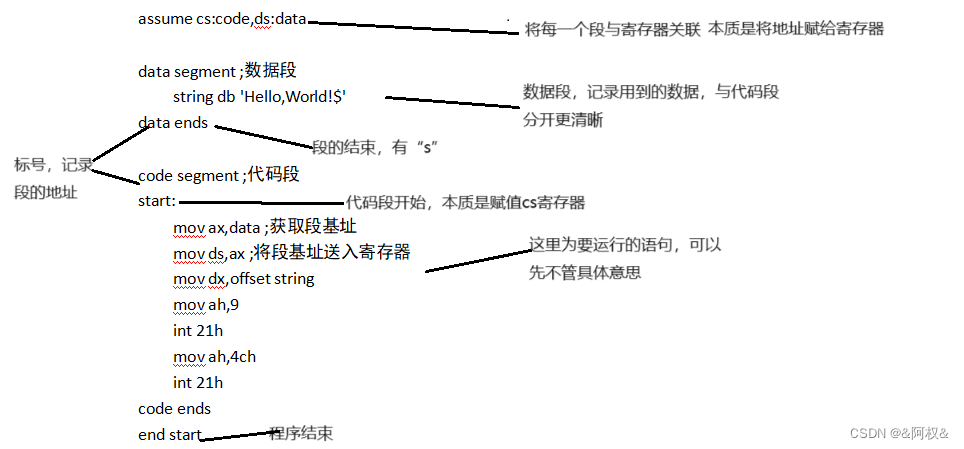 assume cs:code,ds:data
将每一个段与寄存器关联 本质是将地址赋给寄存器
data segment ;数据段
string db 'Hello,World!$'
数据段，记录用到的数据，与代码段
分开更清晰
data ends
段的结束，有“s”
标号，记录
段的地址
code segment ;代码段
start:
代码段开始，本质是赋值cs寄存器
mov ax,data ;获取段基址
mov ds,ax ;将段基址送入寄存器
这里为要运行的语句，可以
先不管具体意思
mov dx,offset string
mov ah,9
int 21h
mov ah,4ch
int 21h
code ends
end start
程序结束
CSDN @&阿权&